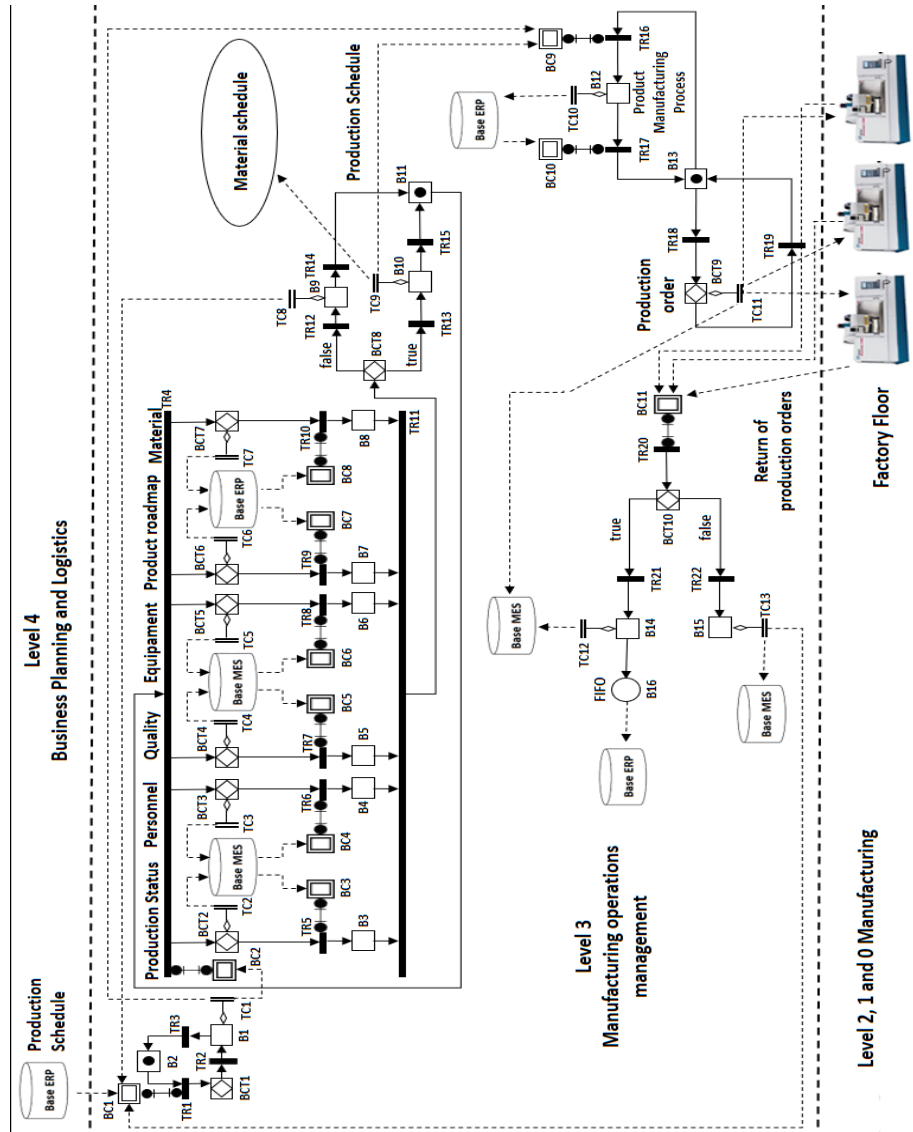 Level 4
Business Planning and Logistics
Base ERP
Production
Schedule
BC1
TR1
B2
TR3
TR2
BCT1
B1
TC1
BC2
Production Status
Personnel
Quality
Equipament
Product roadmap
Material
TR4
BCT2
TC2
BCT3
TC3
BCT4
TC4
BCT5
TC5
BCT6
TC6
BCT7
TC7
Base MES
Base MES
Base ERP
TR5
BC3
BC4
TR6
TR7
BC5
BC6
TR8
TR9
BC7
BC8
TR10
B3
B4
B5
B6
B7
B8
TR11
Material schedule
TC8
TR12
B9
TR14
false
BCT8
true
TC9
B10
TR13
TR15
B11
Production Schedule
Base ERP
BC10
TC10
B12
BC9
TR17
Product
Manufacturing
Process
TR16
B13
Production
order
TR18
BCT9
TC11
TR19
Level 3
Manufacturing operations
management
Base MES
TC12
B14
TR21
true
FIFO
B16
Base ERP
BCT10
TR20
BC11
false
TR22
B15
TC13
Base MES
Return of
production orders
Level 2, 1 and 0 Manufacturing
Factory Floor